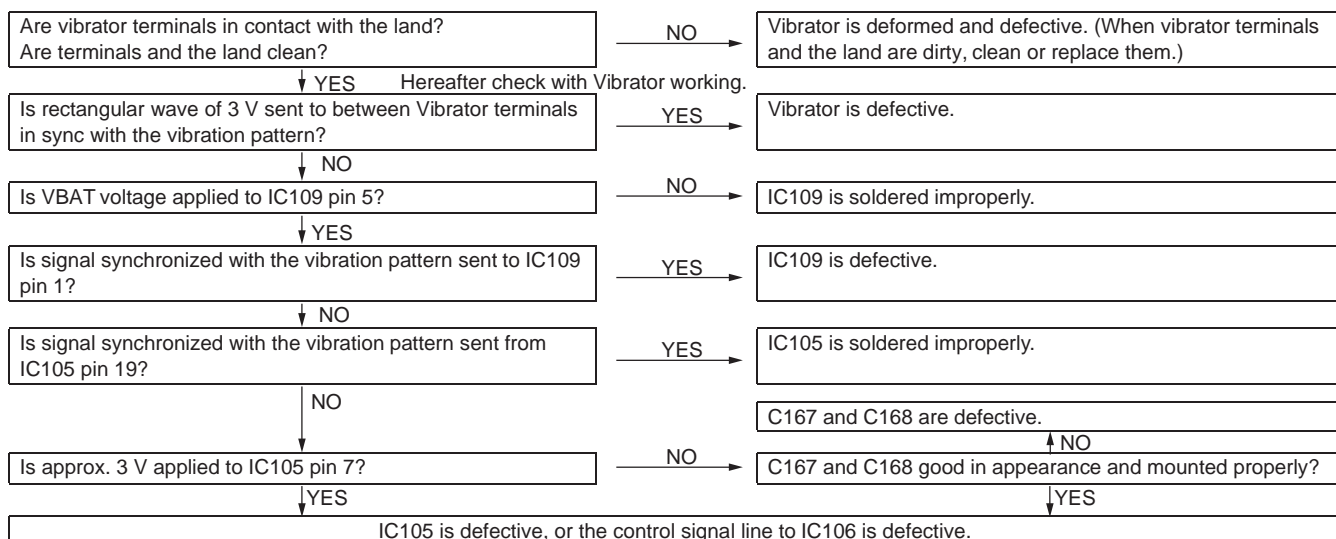 Are vibrator terminals in contact with the land?
Are terminals and the land clean?
NO
Vibrator is deformed and defective. (When vibrator terminals
and the land are dirty, clean or replace them.)
YES
Hereafter check with Vibrator working.
Is rectangular wave of 3 V sent to between Vibrator terminals
in sync with the vibration pattern?
YES
Vibrator is defective.
NO
Is VBAT voltage applied to IC109 pin 5?
NO
IC109 is soldered improperly.
YES
Is signal synchronized with the vibration pattern sent to IC109
pin 1?
YES
IC109 is defective.
NO
Is signal synchronized with the vibration pattern sent from
IC105 pin 19?
YES
IC105 is soldered improperly.
NO
C167 and C168 are defective.
NO
Is approx. 3 V applied to IC105 pin 7?
NO
C167 and C168 good in appearance and mounted properly?
YES
YES
IC105 is defective, or the control signal line to IC106 is defective.